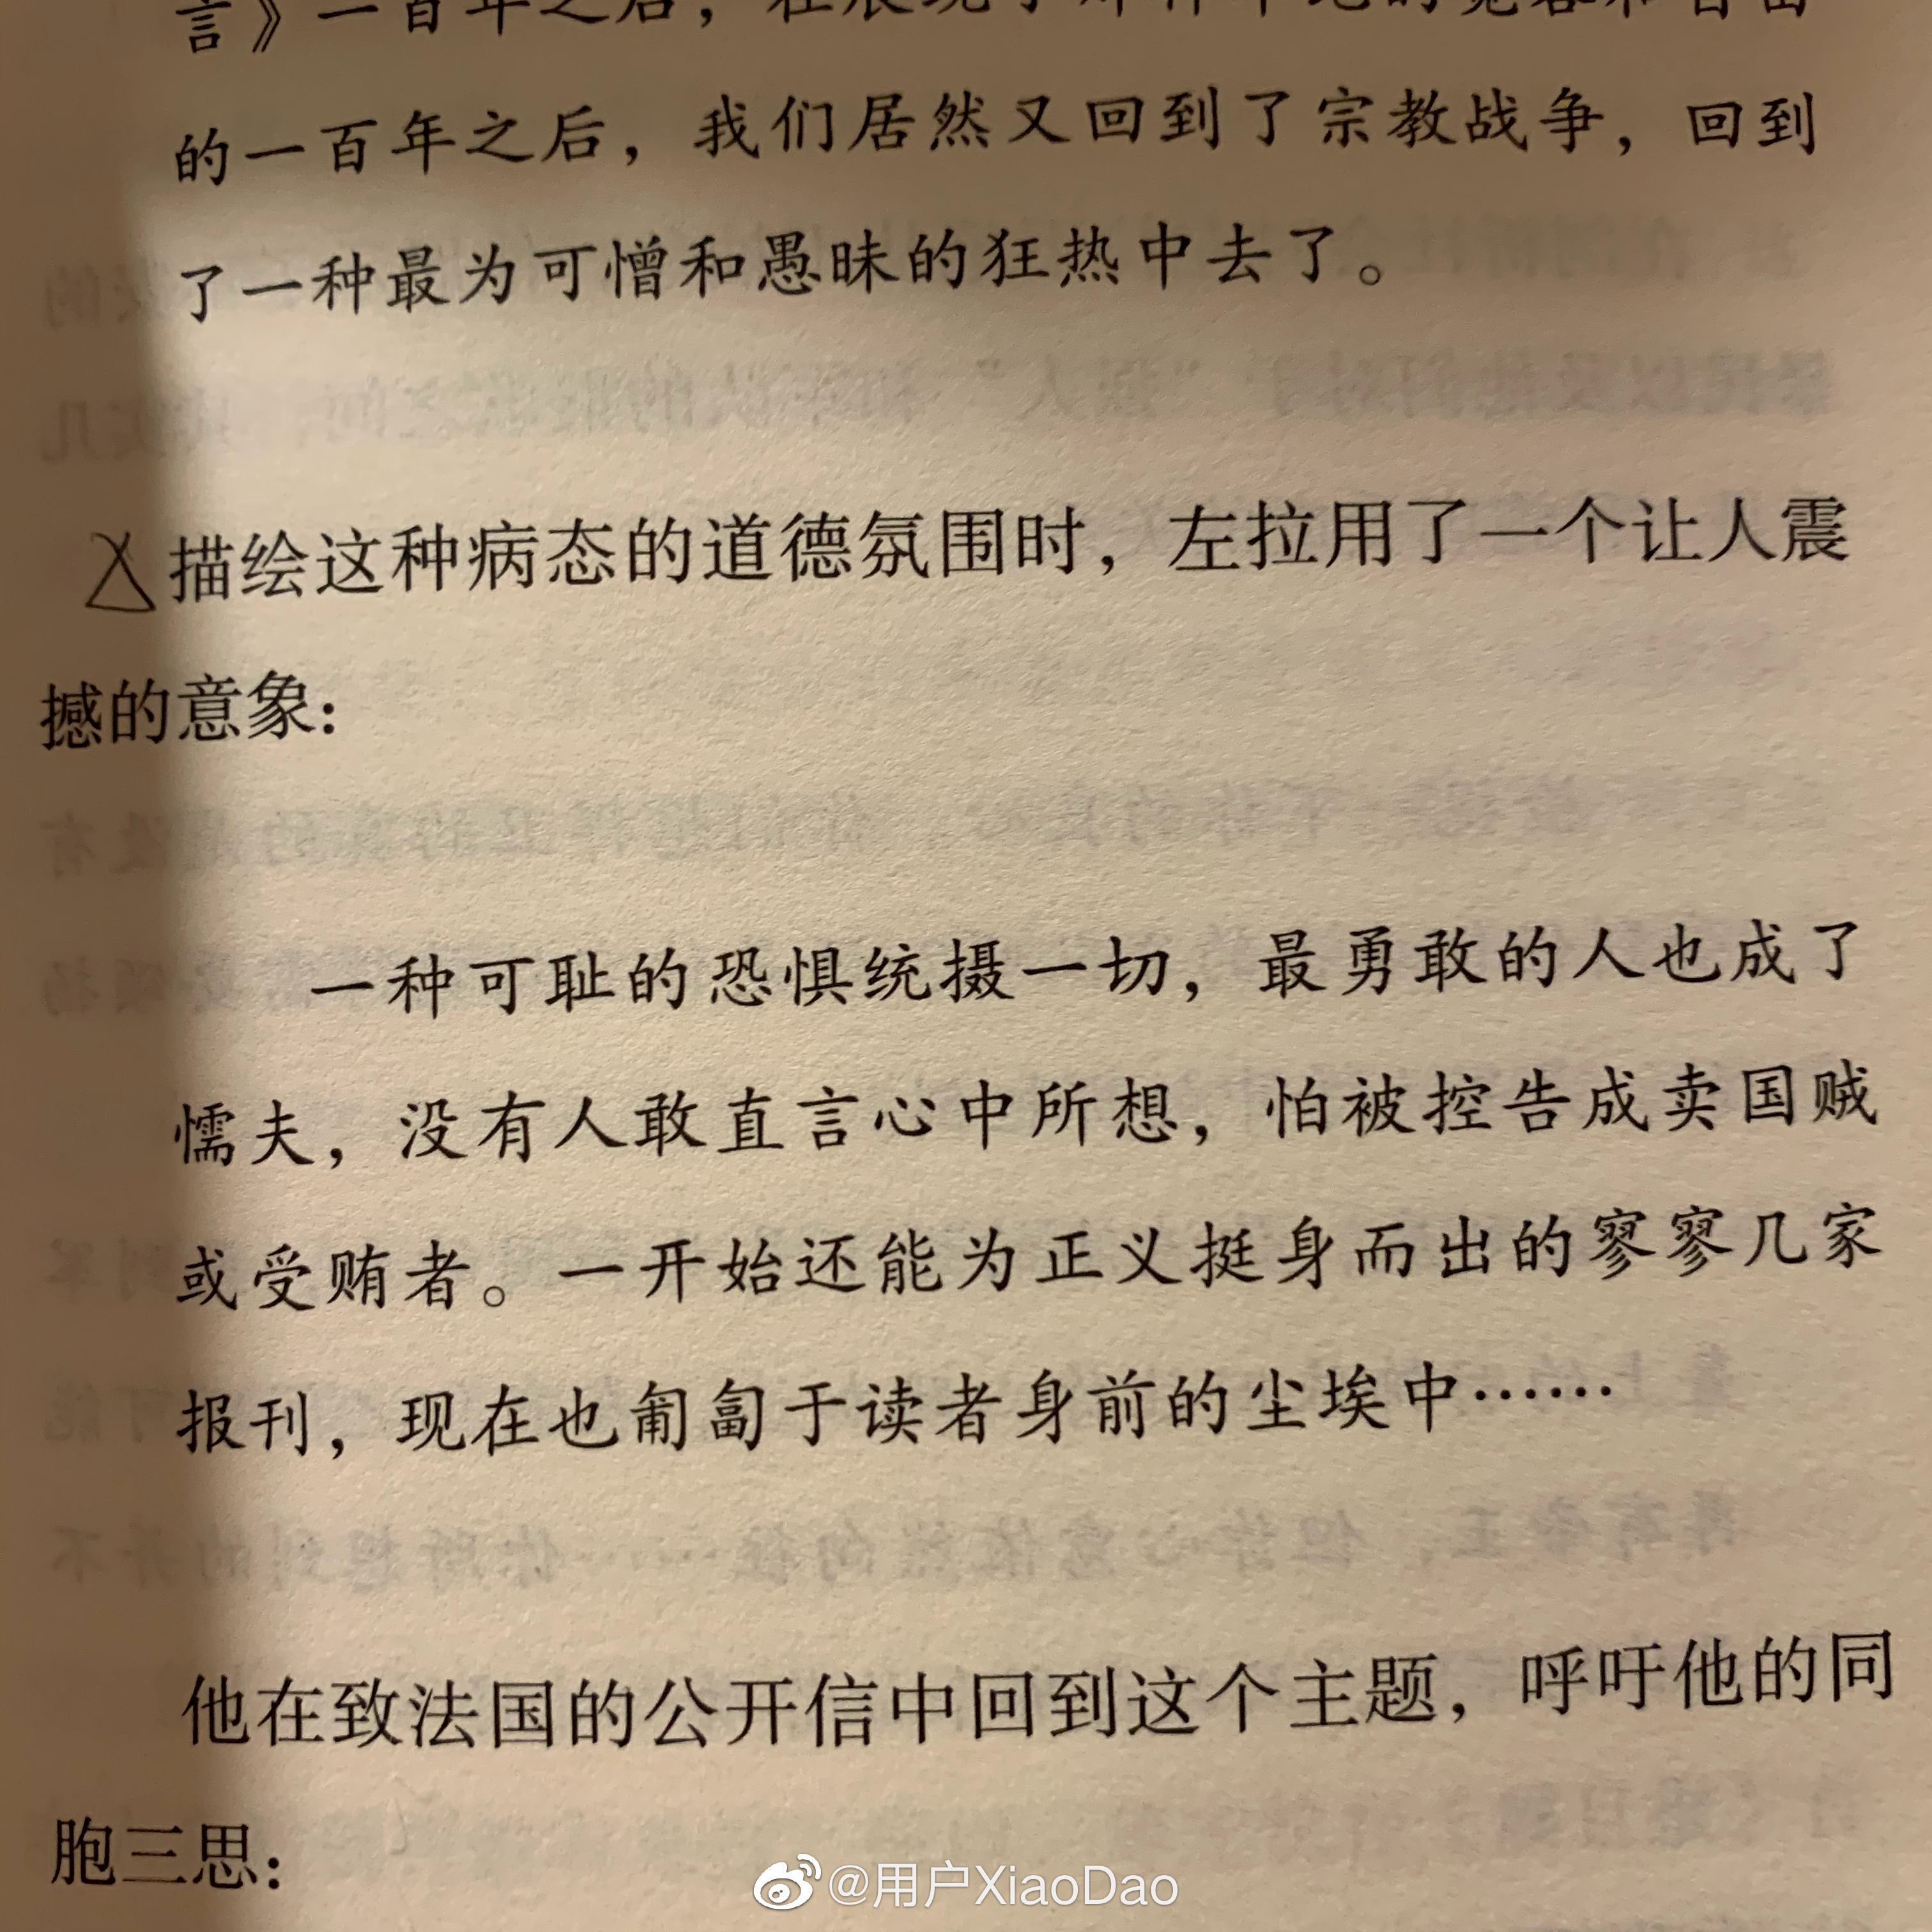 言》一百年之后，在展现了
的一百年之后，我们居然又回到了宗教战争，回到
了一种最为可憎和愚昧的狂热中去了。
描绘这种病态的道德氛围时，左拉用了一个让人震
撼的意象：
一种可耻的恐惧统摄一切，最勇敢的人也成了
懦夫，没有人敢直言心中所想，怕被控告成卖国贼
或受贿者。一开始还能为正义挺身而出的寥寥几家
报刊，现在也匍匐于读者身前的尘埃中……
他在致法国的公开信中回到这个主题，呼吁他的同
胞三思：
@用户XiaoDao